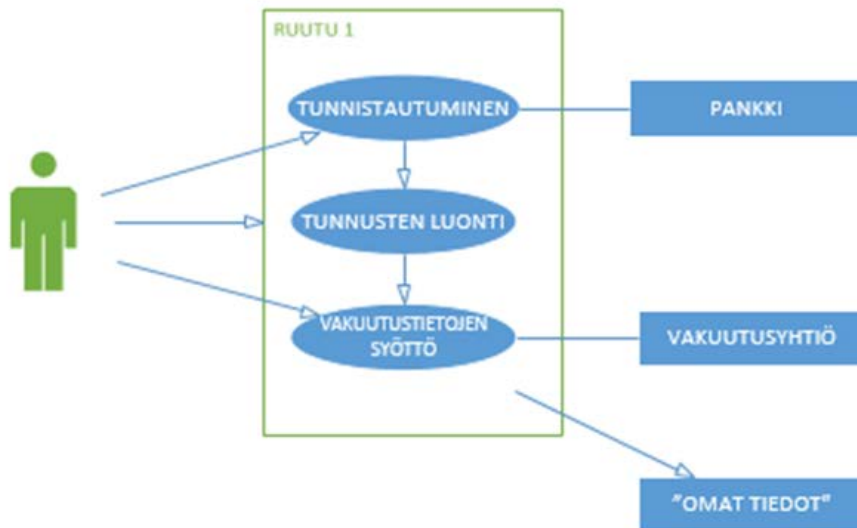 RUUTU 1
TUNNISTAUTUMINEN
PANKKI
TUNNUSTEN LUONTI
VAKUUTUSTIETOJEN
SYÖTTÖ
VAKUUTUSYHTIÖ
"OMAT TIEDOT"